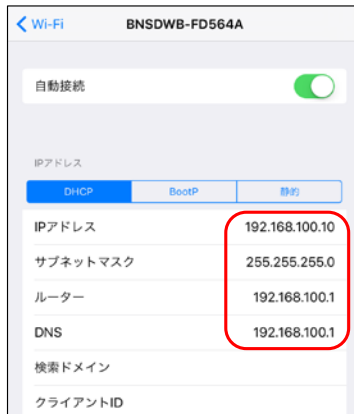 Wi-Fi BNSDWB-FD564A
自動接続
IPアドレス
DHCP BootP 静的
IPアドレス 192.168.100.10
サブネットマスク 255.255.255.0
ルーター 192.168.100.1
DNS 192.168.100.1
検索ドメイン
クライアントID